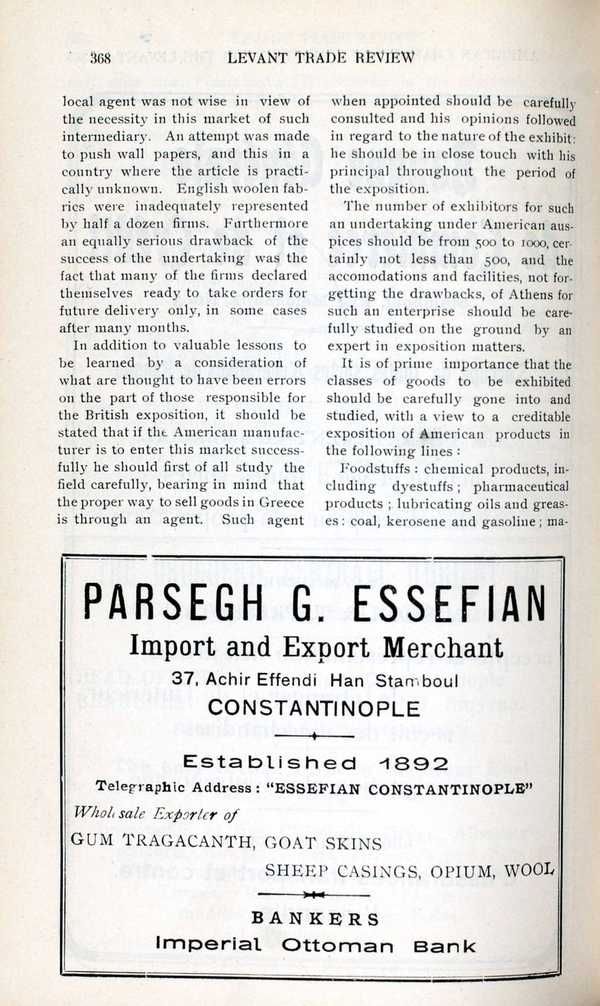 368 LEVANT TRADE REVIEW
local agent was not wise in view of
the necessity in this market of such
intermediary. An attempt was made
to push wall papers, and this in a
country where the article is practi-
cally unknown. English woolen fab-
rics were inadequately represented
by half a dozen firms. Furthermore
an equally serious drawback of the
success of the undertaking was the
fact that many of the firms declared
themselves ready to take orders for
future delivery only, in some cases
after many months.
In addition to valuable lessons to
be learned by a consideration of
what are thought to have been errors
on the part of those responsible for
the British exposition, it should be
stated that if the American manufac-
turer is to enter this market success-
fully he should first of all study the
field carefully, bearing in mind that
the proper way to sell goods in Greece
is through an agent. Such agent
when appointed should be carefully
consulted and his opinions followed
in regard to the nature of the exhibit:
he should be in close touch with his
principal throughout the period of
the exposition.
The number of exhibitors for such
an undertaking under American aus-
pices should be from 500 to 1000, cer-
tainly not less than 500, and the
accomodations and facilities, not for-
getting the drawbacks, of Athens for
such an enterprise should be care-
fully studied on the ground by an
expert in exposition matters.
It is of prime importance that the
classes of goods to be exhibited
should be carefully gone into and
studied, with a view to a creditable
exposition of American products in
the following lines :
Foodstuffs : chemical products, in-
cluding dyestuffs ; pharmaceutical
products ; lubricating oils and greas-
es : coal, kerosene and gasoline ; ma-
PARSEGH G. ESSEFIAN
Import and Export Merchant
37, Achir Effendi Han Stamboul
CONSTANTINOPLE
Established 1892
Telegraphic Address : "ESSEFIAN CONSTANTINOPLE"
Wholesale Exporter of
GUM TRAGACANTH, GOAT SKINS
SHEEP CASINGS, OPIUM, WOOL
BANKERS
Imperial Ottoman Bank